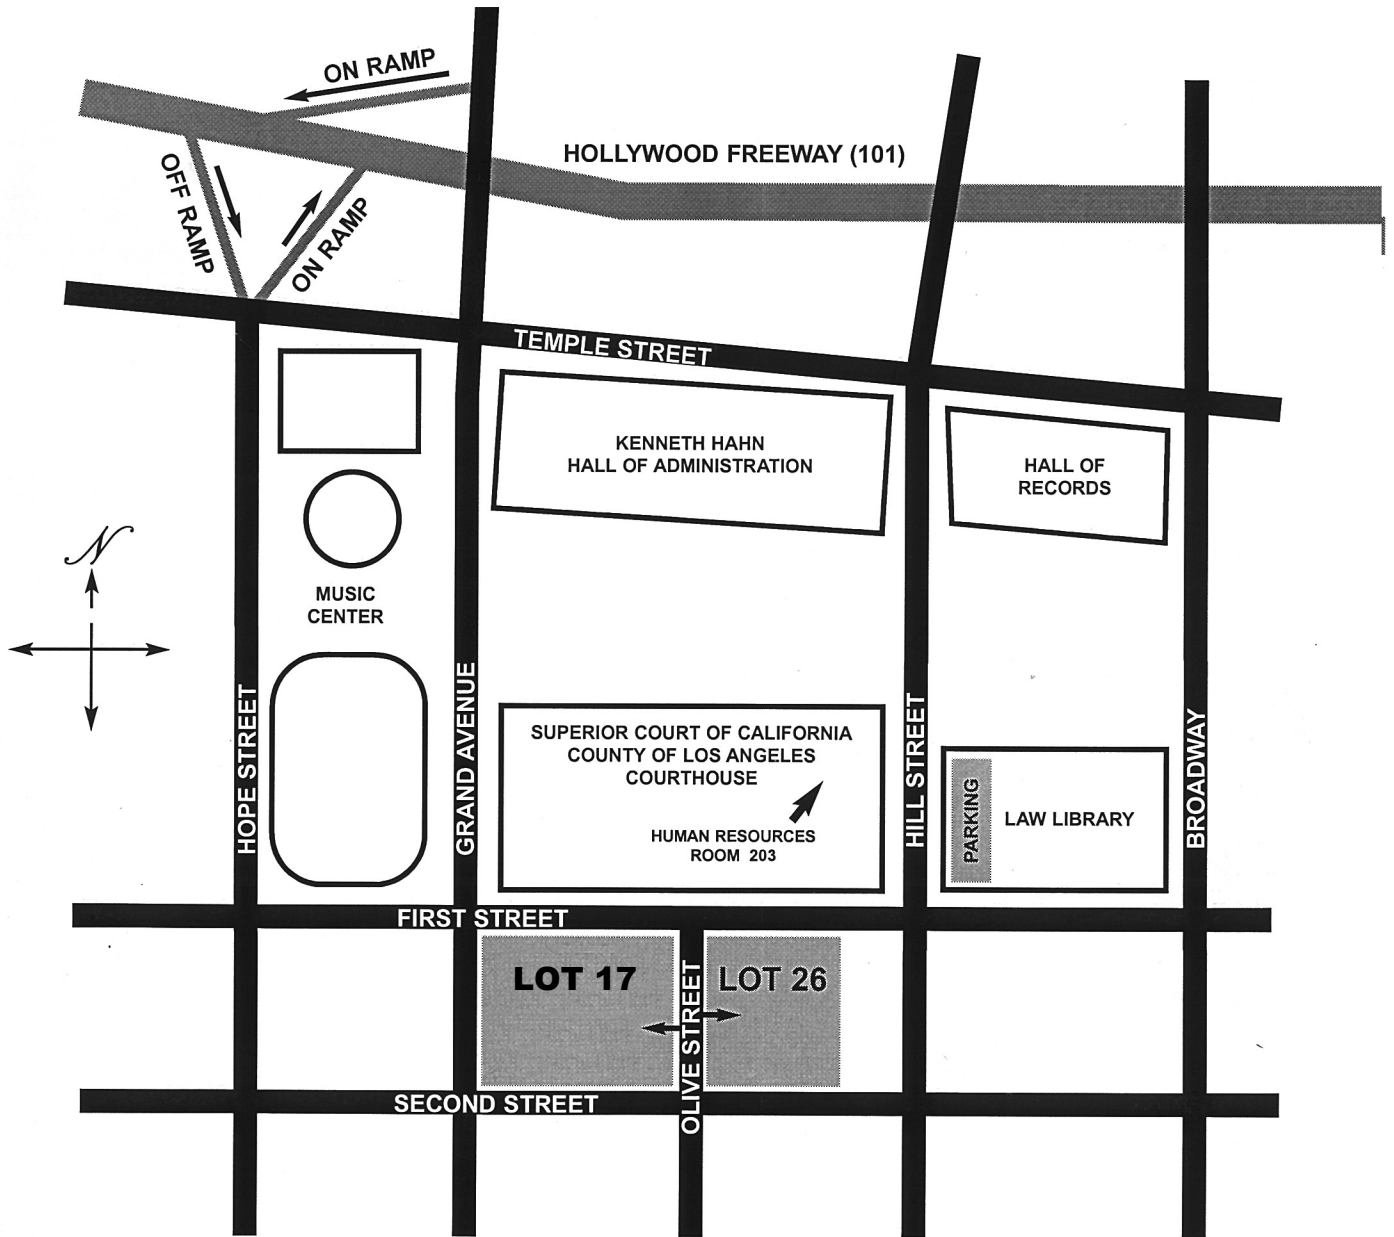 ON RAMP
HOLLYWOOD FREEWAY (101)
OFF RAMP
ON RAMP
TEMPLE STREET
KENNETH HAHN
HALL OF ADMINISTRATION
HALL OF
RECORDS
N
MUSIC
CENTER
HOPE STREET
GRAND AVENUE
SUPERIOR COURT OF CALIFORNIA
COUNTY OF LOS ANGELES
COURTHOUSE
HUMAN RESOURCES
ROOM 203
HILL STREET
PARKING
LAW LIBRARY
BROADWAY
FIRST STREET
LOT 17
OLIVE STREET
LOT 26
SECOND STREET